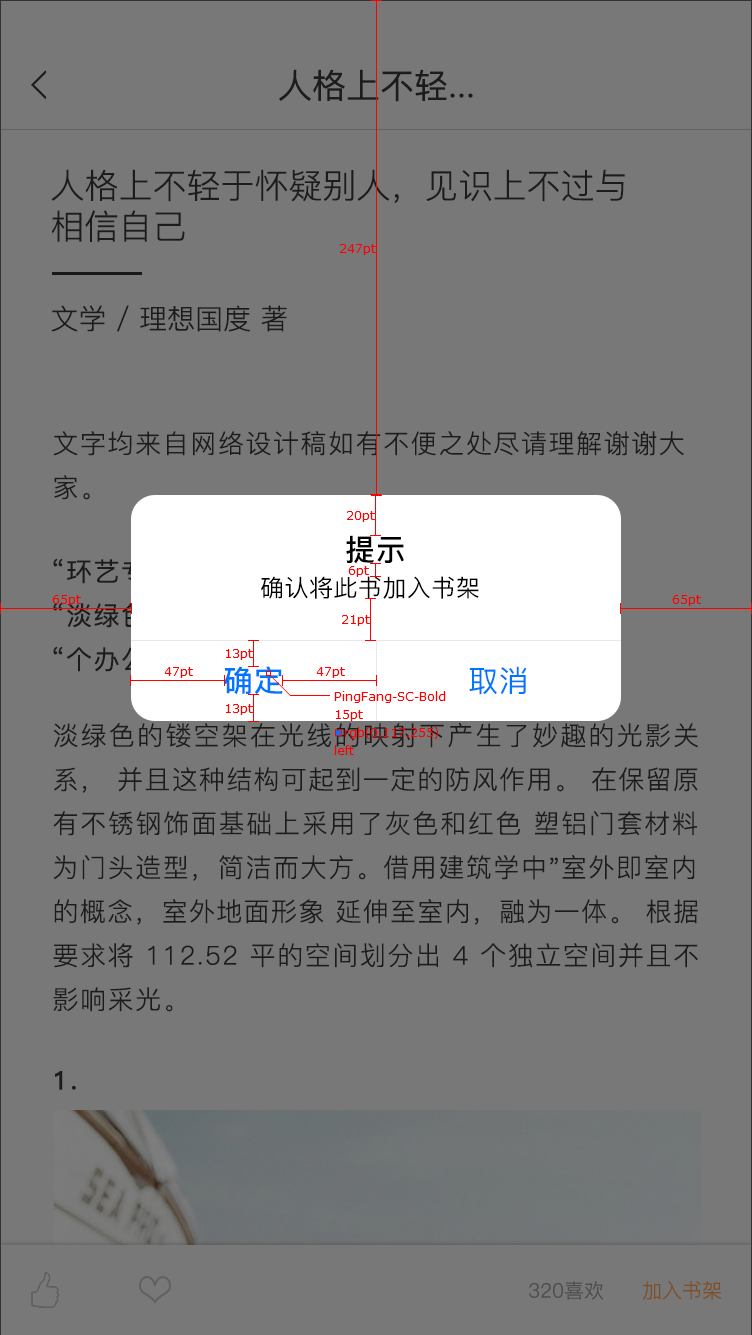 人格上不轻...
人格上不轻于怀疑别人，见识上不过与
相信自己
247pt
文学 / 理想国度 著
文字均来自网络设计稿如有不便之处尽请理解谢谢大
家。
20pt
提示
6pt
确认将此书加入书架
“环艺
65pt
65pt
“淡绿色
21pt
“个办公
13pt
47pt
47pt
确定
取消
PingFang-SC-Bold
13pt
15pt
left
淡绿色的镂空架在光线的映射下产生了妙趣的光影关
系， 并且这种结构可起到一定的防风作用。 在保留原
有不锈钢饰面基础上采用了灰色和红色 塑铝门套材料
为门头造型，简洁而大方。借用建筑学中”室外即室内
的概念，室外地面形象 延伸至室内，融为一体。 根据
要求将 112.52 平的空间划分出 4 个独立空间并且不
影响采光。
1.
SEA
320喜欢
加入书架